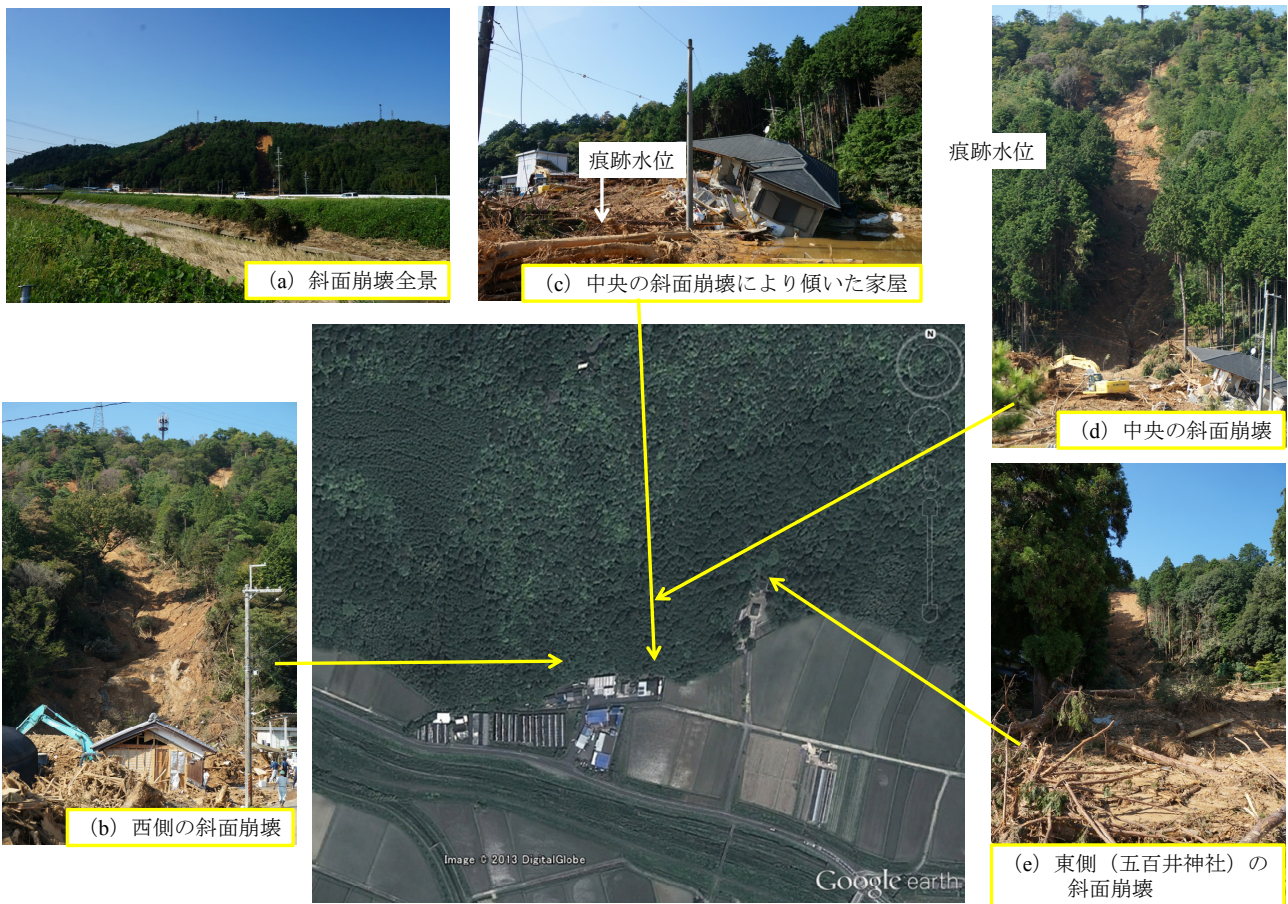 痕跡水位
痕跡水位
(a) 斜面崩壊全景
(c) 中央の斜面崩壊により傾いた家屋
(d) 中央の斜面崩壊
N
(b) 西側の斜面崩壊
Image © 2013 DigitalGlobe
Google earth
(e) 東側（五百井神社）の
斜面崩壊